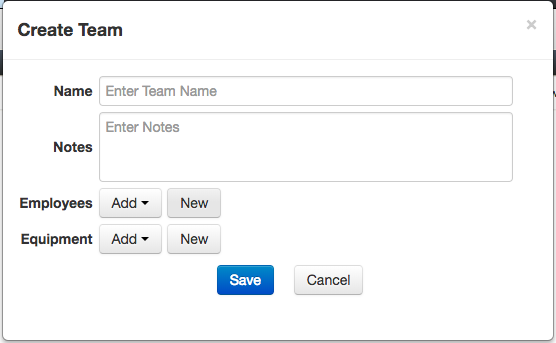 Create Team ×
Name Enter Team Name
Enter Notes
Notes
Employees Add New
Equipment Add New
Save Cancel